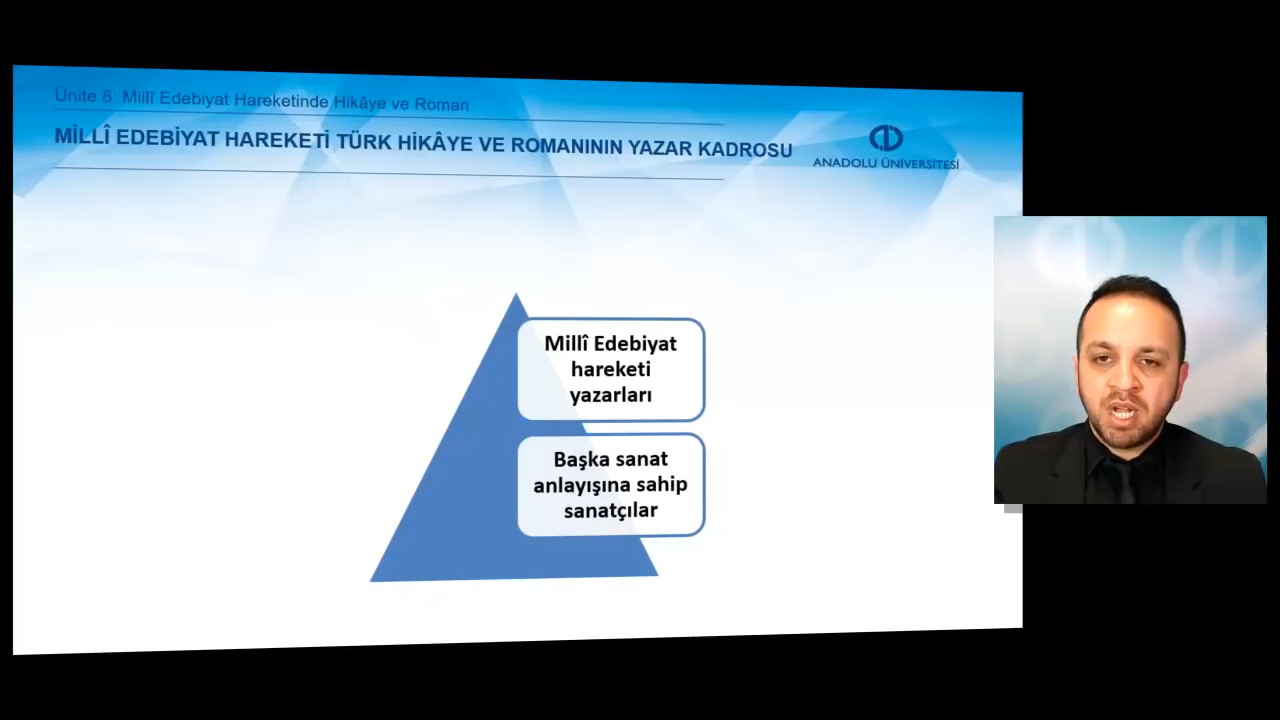 Ünite 8: Millî Edebiyat Hareketinde Hikâye ve Roman
MİLLÎ EDEBİYAT HAREKETİ TÜRK HİKÂYE VE ROMANININ YAZAR KADROSU
ANADOLU ÜNİVERSİTESİ
Millî Edebiyat
hareketi
yazarları
Başka sanat
anlayışına sahip
sanatçılar